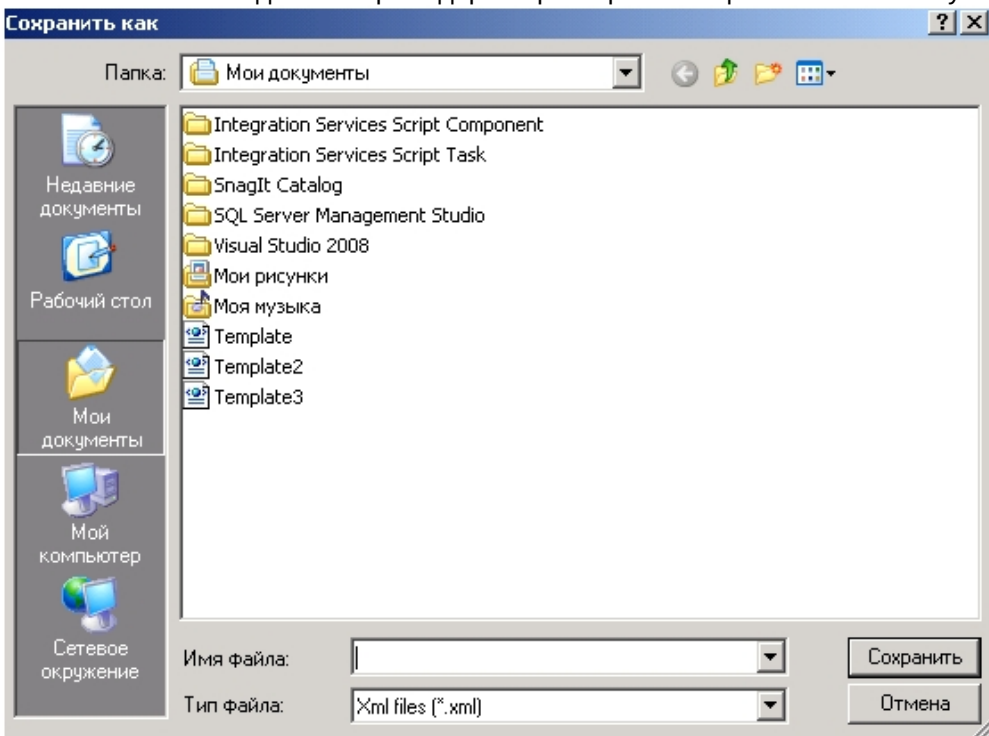 Сохранить как
Папка:
Мои документы
Недавние
документы
Рабочий стол
Мои
документы
Мой
компьютер
Сетевое
окружение
Integration Services Script Component
Integration Services Script Task
SnagIt Catalog
SQL Server Management Studio
Visual Studio 2008
Мои рисунки
Моя музыка
Template
Template2
Template3
Имя файла:
Сохранить
Тип файла:
Xml files (*.xml)
Отмена